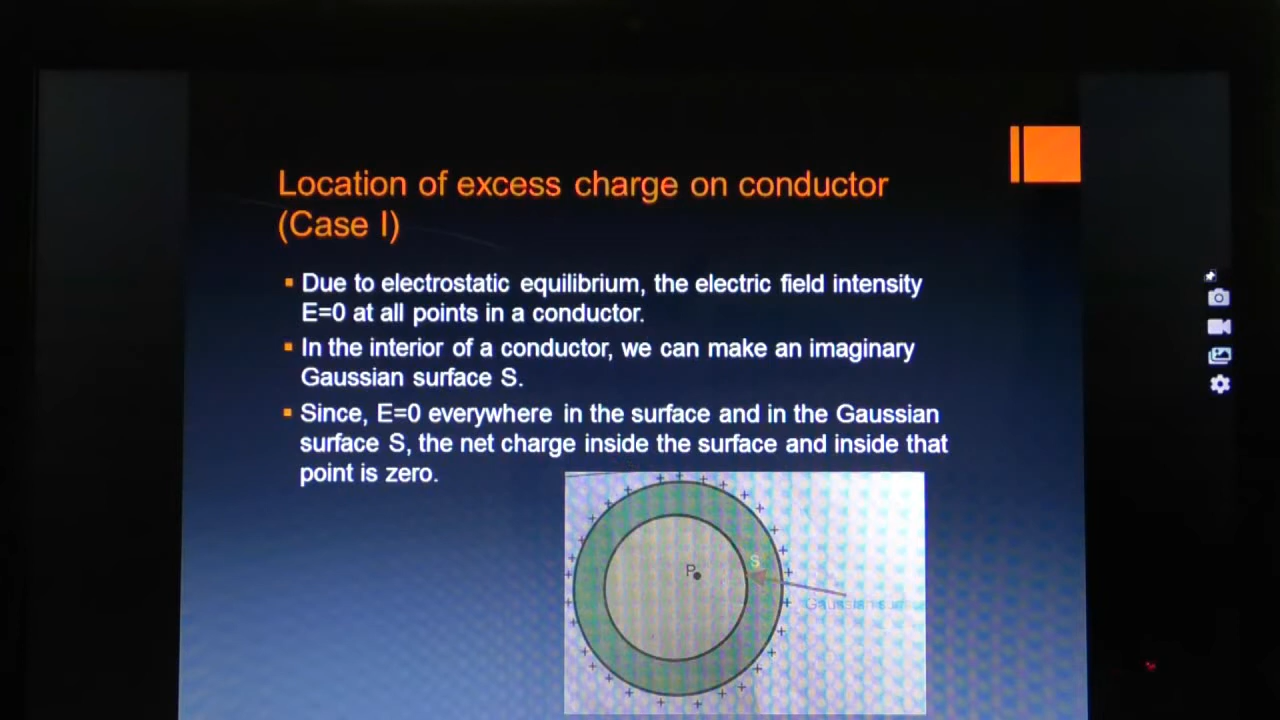 Location of excess charge on conductor
(Case I)
Due to electrostatic equilibrium, the electric field intensity
E=0 at all points in a conductor.
In the interior of a conductor, we can make an imaginary
Gaussian surface S.
Since, E=0 everywhere in the surface and in the Gaussian
surface S, the net charge inside the surface and inside that
point is zero.
P
S
Gaussian